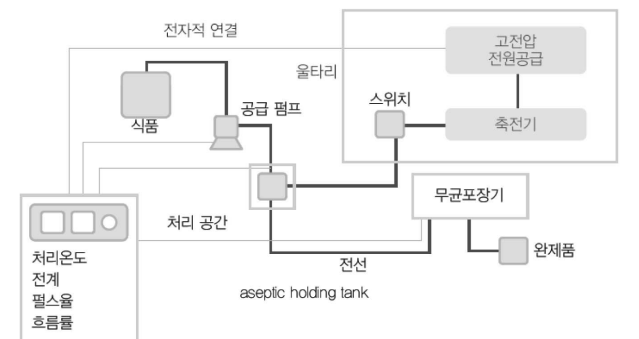 전자적 연결
고전압
전원공급
울타리
스위치
축전기
식품
공급 펌프
무균포장기
처리 공간
완제품
전선
처리온도
전계
펄스율
흐름률
aseptic holding tank